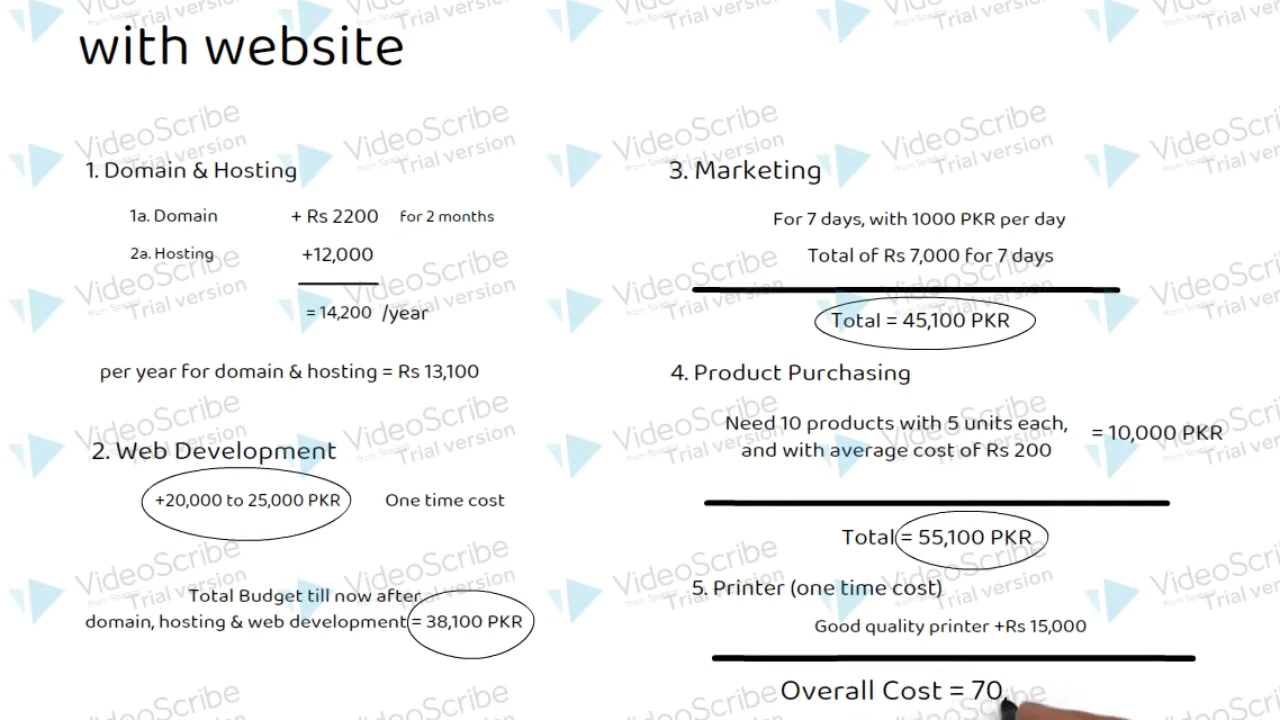 with website
1. Domain & Hosting
1a. Domain + Rs 2200 for 2 months
2a. Hosting +12,000
= 14,200 /year
per year for domain & hosting = Rs 13,100
2. Web Development
+20,000 to 25,000 PKR One time cost
Total Budget till now after
domain, hosting & web development = 38,100 PKR
3. Marketing
For 7 days, with 1000 PKR per day
Total of Rs 7,000 for 7 days
Total = 45,100 PKR
4. Product Purchasing
Need 10 products with 5 units each,
and with average cost of Rs 200
= 10,000 PKR
Total = 55,100 PKR
5. Printer (one time cost)
Good quality printer +Rs 15,000
Overall Cost = 70,
VideoScribe
Trial version